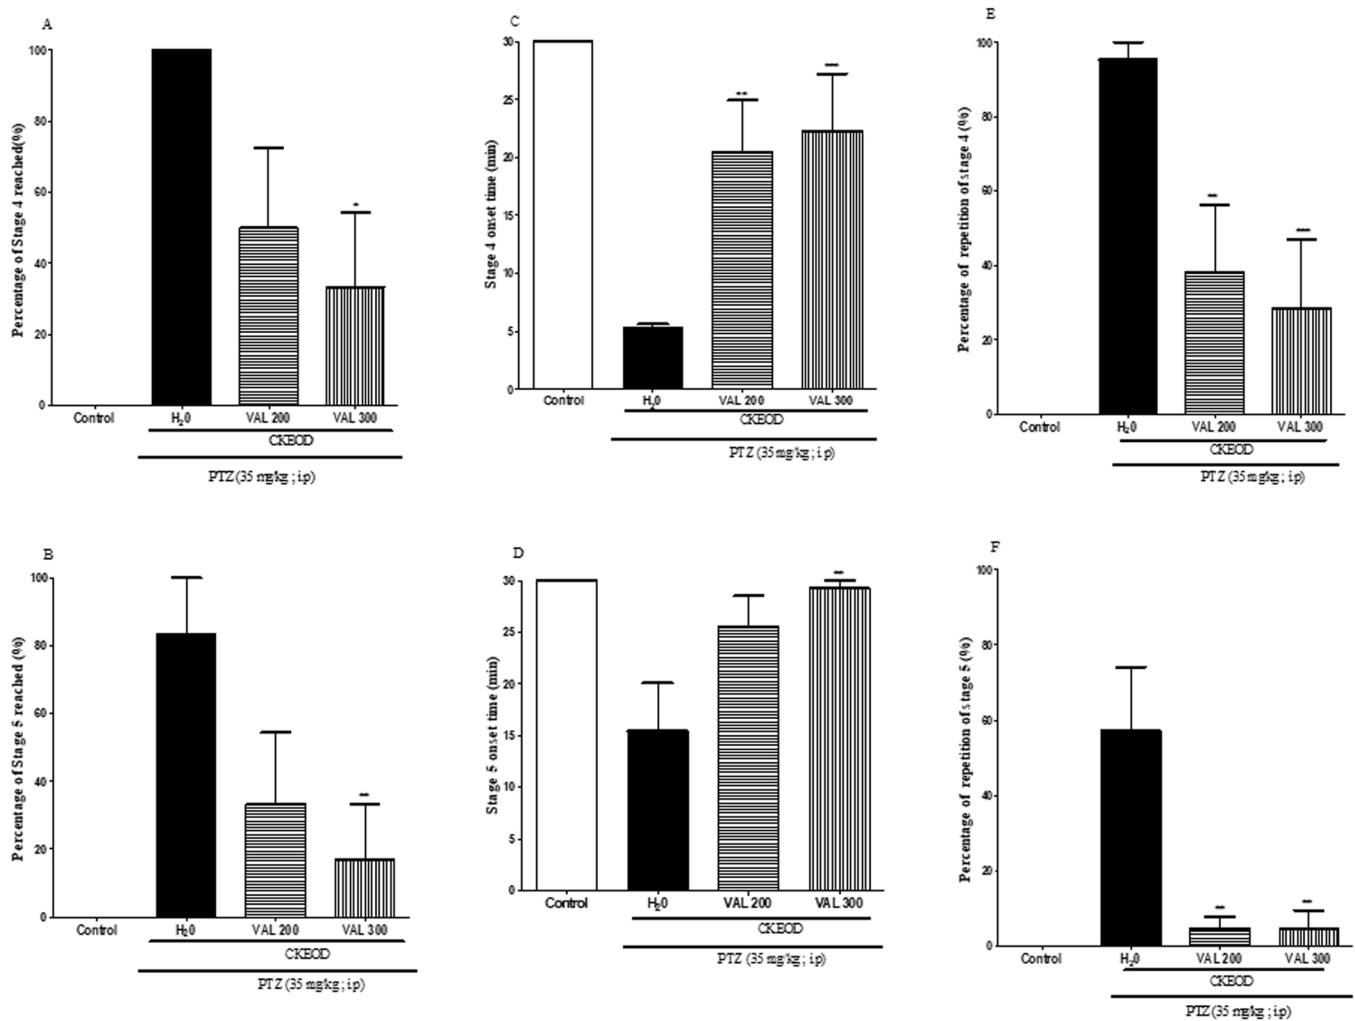 A
Percentage of Stage 4 reached(%)
100
80
60
40
20
0
*
Control
H₂0
VAL 200
VAL 300
CKEOD
PTZ (35 mg/kg ; ip)
C
Stage 4 onset time (min)
30
25
20
15
10
5
0
**
***
Control
H₂0
VAL 200
VAL 300
CKEOD
PTZ (35 mg/kg ; ip)
E
Percentage of repetition of stage 4 (%)
100
80
60
40
20
0
**
***
Control
H₂0
VAL 200
VAL 300
CKEOD
PTZ (35 mg/kg ; ip)
B
Percentage of Stage 5 reached (%)
100
80
60
40
20
0
**
Control
H₂0
VAL 200
VAL 300
CKEOD
PTZ (35 mg/kg ; ip)
D
Stage 5 onset time (min)
30
25
20
15
10
5
0
**
Control
H₂0
VAL 200
VAL 300
CKEOD
PTZ (35 mg/kg ; ip)
F
Percentage of repetition of stage 5 (%)
100
80
60
40
20
0
**
**
Control
H₂0
VAL 200
VAL 300
CKEOD
PTZ (35 mg/kg ; ip)